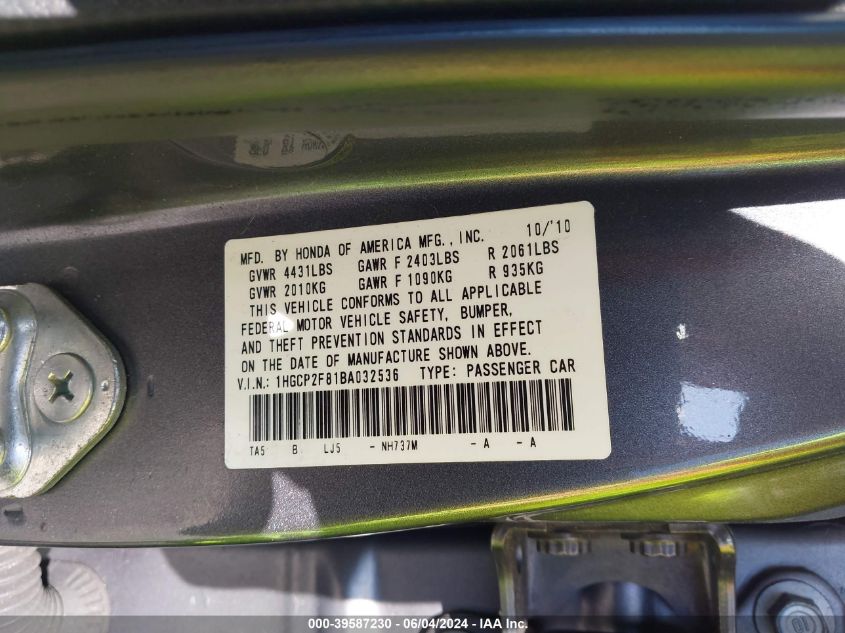 MFD. BY HONDA OF AMERICA MFG., INC. 10/'10
GVWR 4431LBS GAWR F 2403LBS R 2061LBS
GVWR 2010KG GAWR F 1090KG R 935KG
THIS VEHICLE CONFORMS TO ALL APPLICABLE
FEDERAL MOTOR VEHICLE SAFETY, BUMPER,
AND THEFT PREVENTION STANDARDS IN EFFECT
ON THE DATE OF MANUFACTURE SHOWN ABOVE.
V.I.N.: 1HGCP2F81BA032536 TYPE: PASSENGER CAR
TA5 B LJ5 - NH737M - A - A
000-39587230 - 06/04/2024 - IAA Inc.